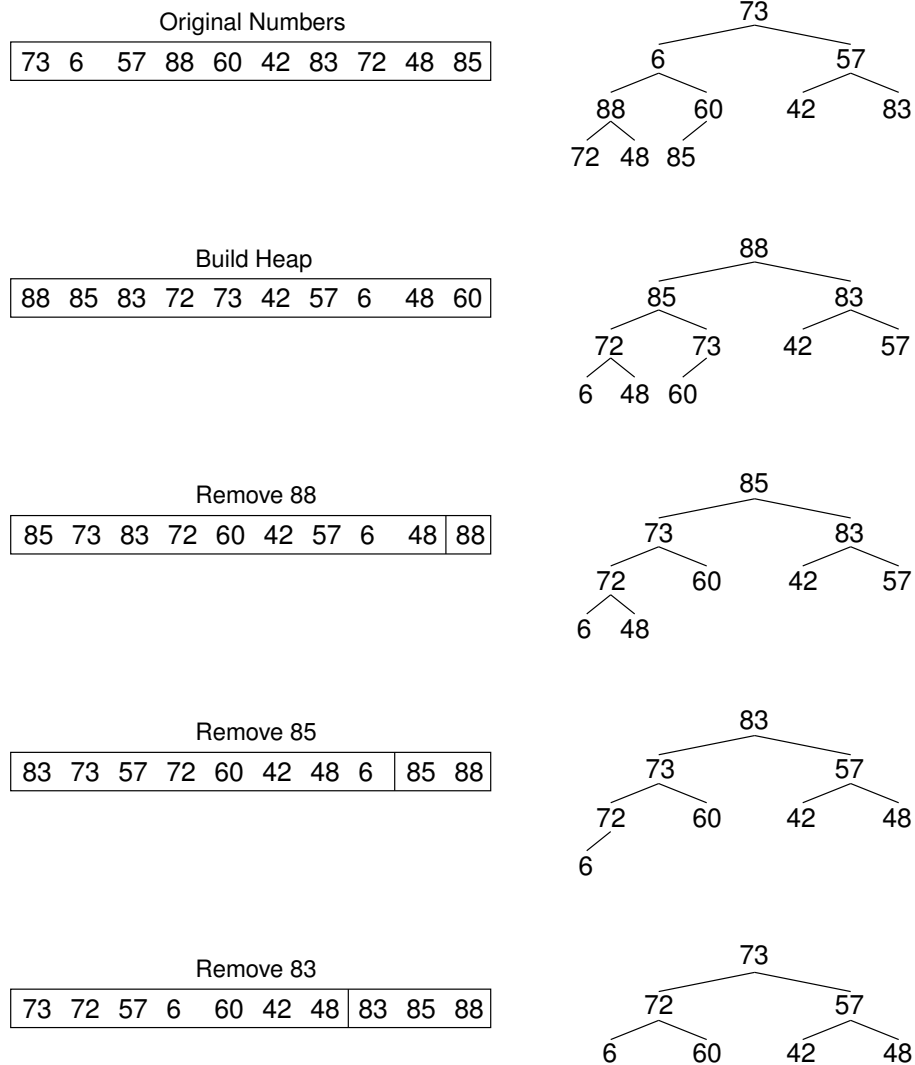 Original Numbers
73 6 57 88 60 42 83 72 48 85
73
6 57
88 60 42 83
72 48 85
Build Heap
88 85 83 72 73 42 57 6 48 60
88
85 83
72 73 42 57
6 48 60
Remove 88
85 73 83 72 60 42 57 6 48 88
85
73 83
72 60 42 57
6 48
Remove 85
83 73 57 72 60 42 48 6 85 88
83
73 57
72 60 42 48
6
Remove 83
73 72 57 6 60 42 48 83 85 88
73
72 57
6 60 42 48